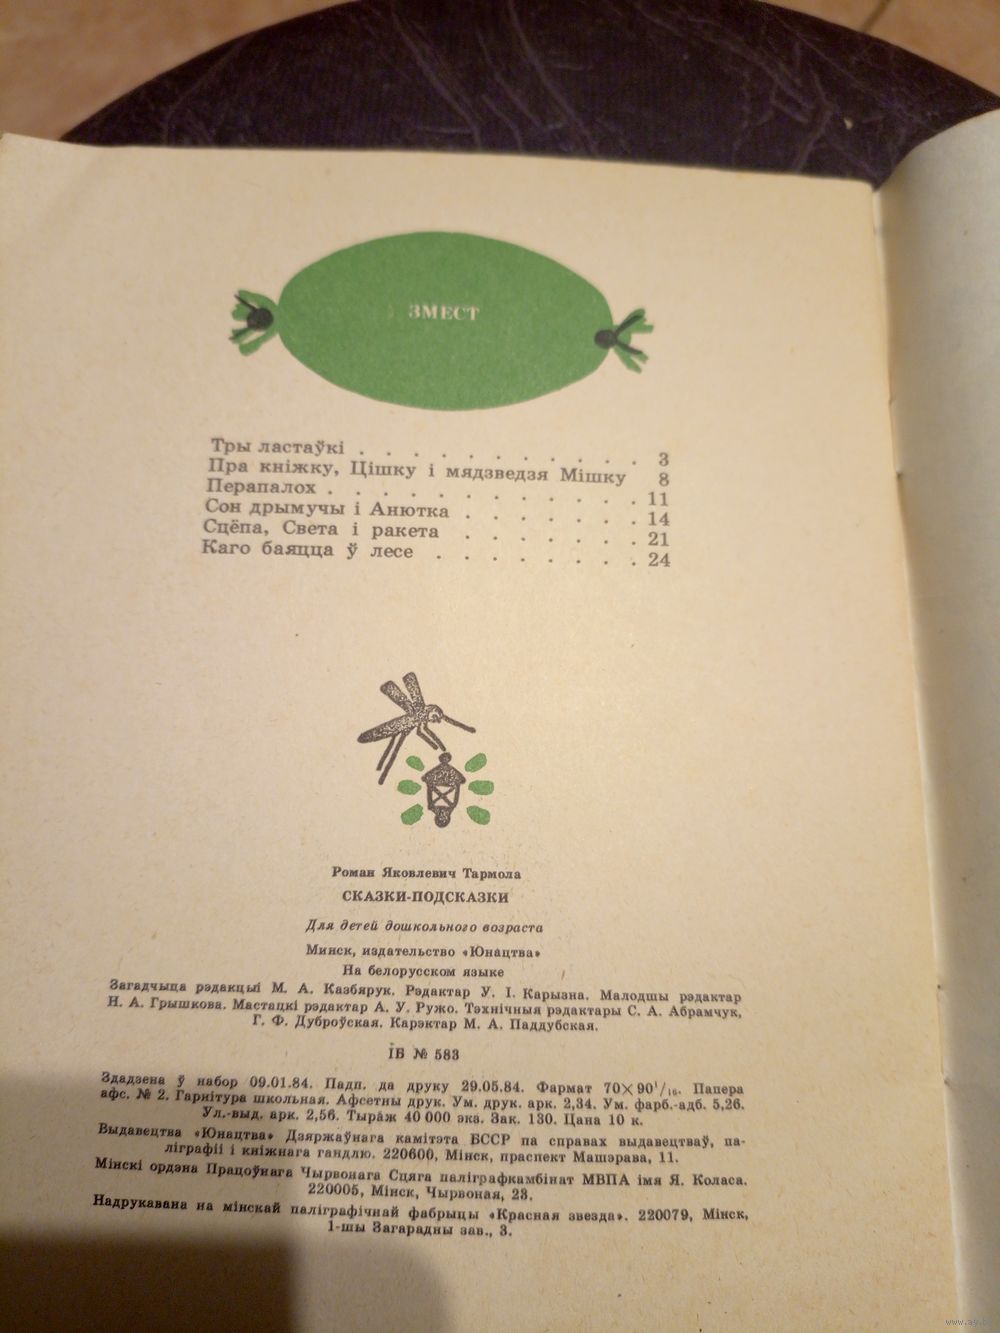 ЗМЕСТ
Тры ластаўкі . . . . . . . . . . . . 3
Пра кніжку, Цішку і мядзведзя Мішку 8
Перапалох . . . . . . . . . . . . . 11
Сон дрымучы і Анютка . . . . . . . 14
Сцёпа, Света і ракета . . . . . . . 21
Каго баяцца ў лесе . . . . . . . . 24
Роман Яковлевич Тармола
СКАЗКИ-ПОДСКАЗКИ
Для детей дошкольного возраста
Минск, издательство «Юнацтва»
На белорусском языке
Загадчыца рэдакцыі М. А. Казбярук. Рэдактар У. І. Карызна. Малодшы рэдактар
Н. А. Грышкова. Мастацкі рэдактар А. У. Ружо. Тэхнічныя рэдактары С. А. Абрамчук,
Г. Ф. Дуброўская. Карэктар М. А. Паддубская.
ІБ № 583
Здадзена ў набор 09.01.84. Падп. да друку 29.05.84. Фармат 70×90¹/₁₆. Папера
афс. № 2. Гарнітура школьная. Афсетны друк. Ум. друк. арк. 2,34. Ум. фарб.-адб. 5,26.
Ул.-выд. арк. 2,56. Тыраж 40 000 экз. Зак. 130. Цана 10 к.
Выдавецтва «Юнацтва» Дзяржаўнага камітэта БССР па справах выдавецтваў, па-
ліграфіі і кніжнага гандлю. 220600, Мінск, праспект Машэрава, 11.
Мінскі ордэна Працоўнага Чырвонага Сцяга паліграфкамбінат МВПА імя Я. Коласа.
220005, Мінск, Чырвоная, 23.
Надрукавана на мінскай паліграфічнай фабрыцы «Красная звезда». 220079, Мінск,
1-шы Загарадны зав., 3.